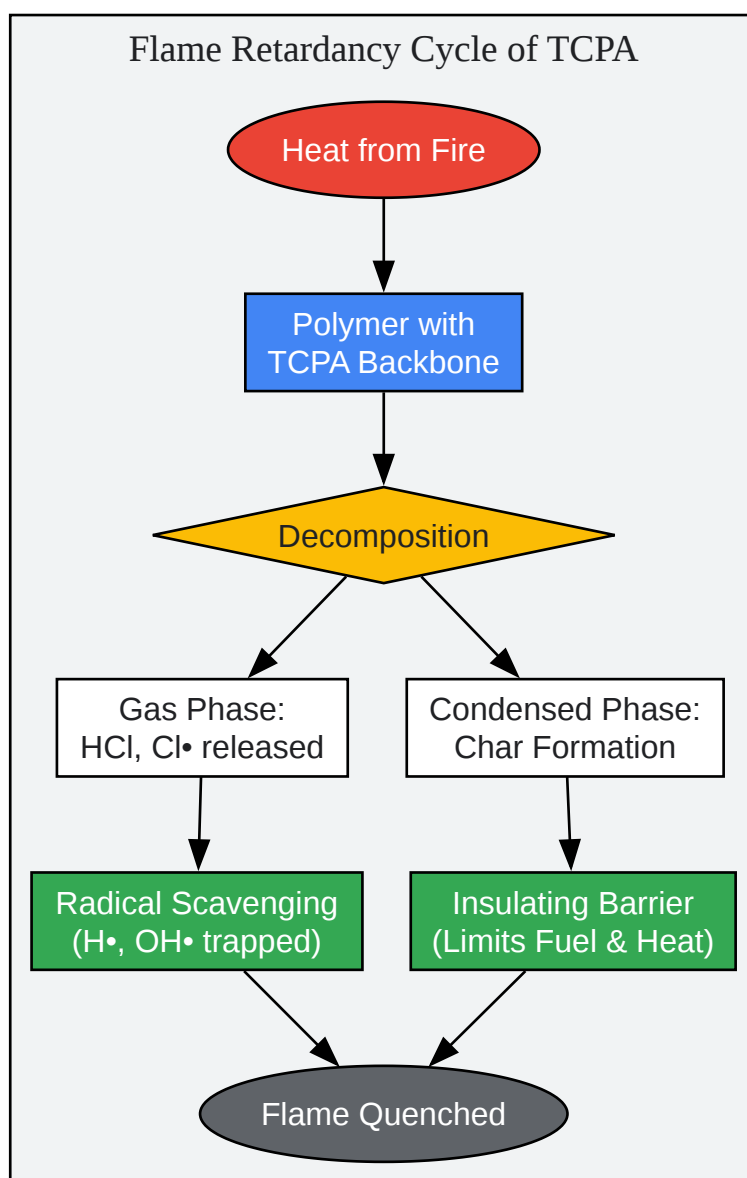 Flame Retardancy Cycle of TCPA
Heat from Fire
Polymer with
TCPA Backbone
Decomposition
Gas Phase:
HCl, Cl• released
Condensed Phase:
Char Formation
Radical Scavenging
(H•, OH• trapped)
Insulating Barrier
(Limits Fuel & Heat)
Flame Quenched